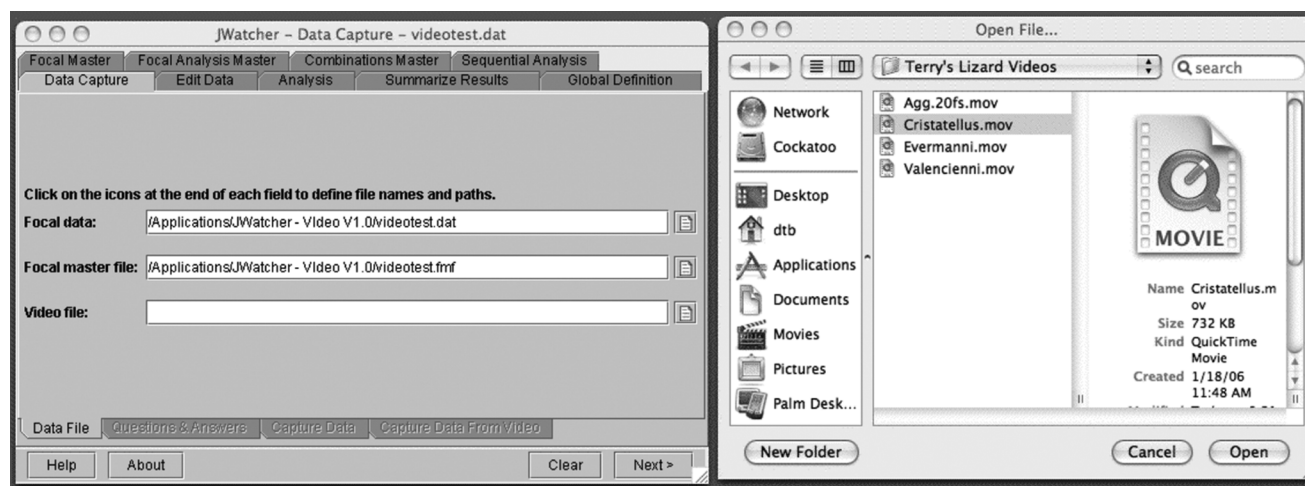 JWatcher – Data Capture – videotest.dat
Focal Master
Focal Analysis Master
Combinations Master
Sequential Analysis
Data Capture
Edit Data
Analysis
Summarize Results
Global Definition
Click on the icons at the end of each field to define file names and paths.
Focal data:
/Applications/JWatcher - VIdeo V1.0/videotest.dat
Focal master file:
/Applications/JWatcher - VIdeo V1.0/videotest.fmf
Video file:
Data File
Questions & Answers
Capture Data
Capture Data From Video
Help
About
Clear
Next >
Open File...
Terry's Lizard Videos
search
Network
Cockatoo
Desktop
dtb
Applications
Documents
Movies
Pictures
Palm Desk...
Agg.20fs.mov
Cristatellus.mov
Evermanni.mov
Valencienni.mov
MOVIE
Name Cristatellus.m
ov
Size 732 KB
Kind QuickTime
Movie
Created 1/18/06
11:48 AM
New Folder
Cancel
Open